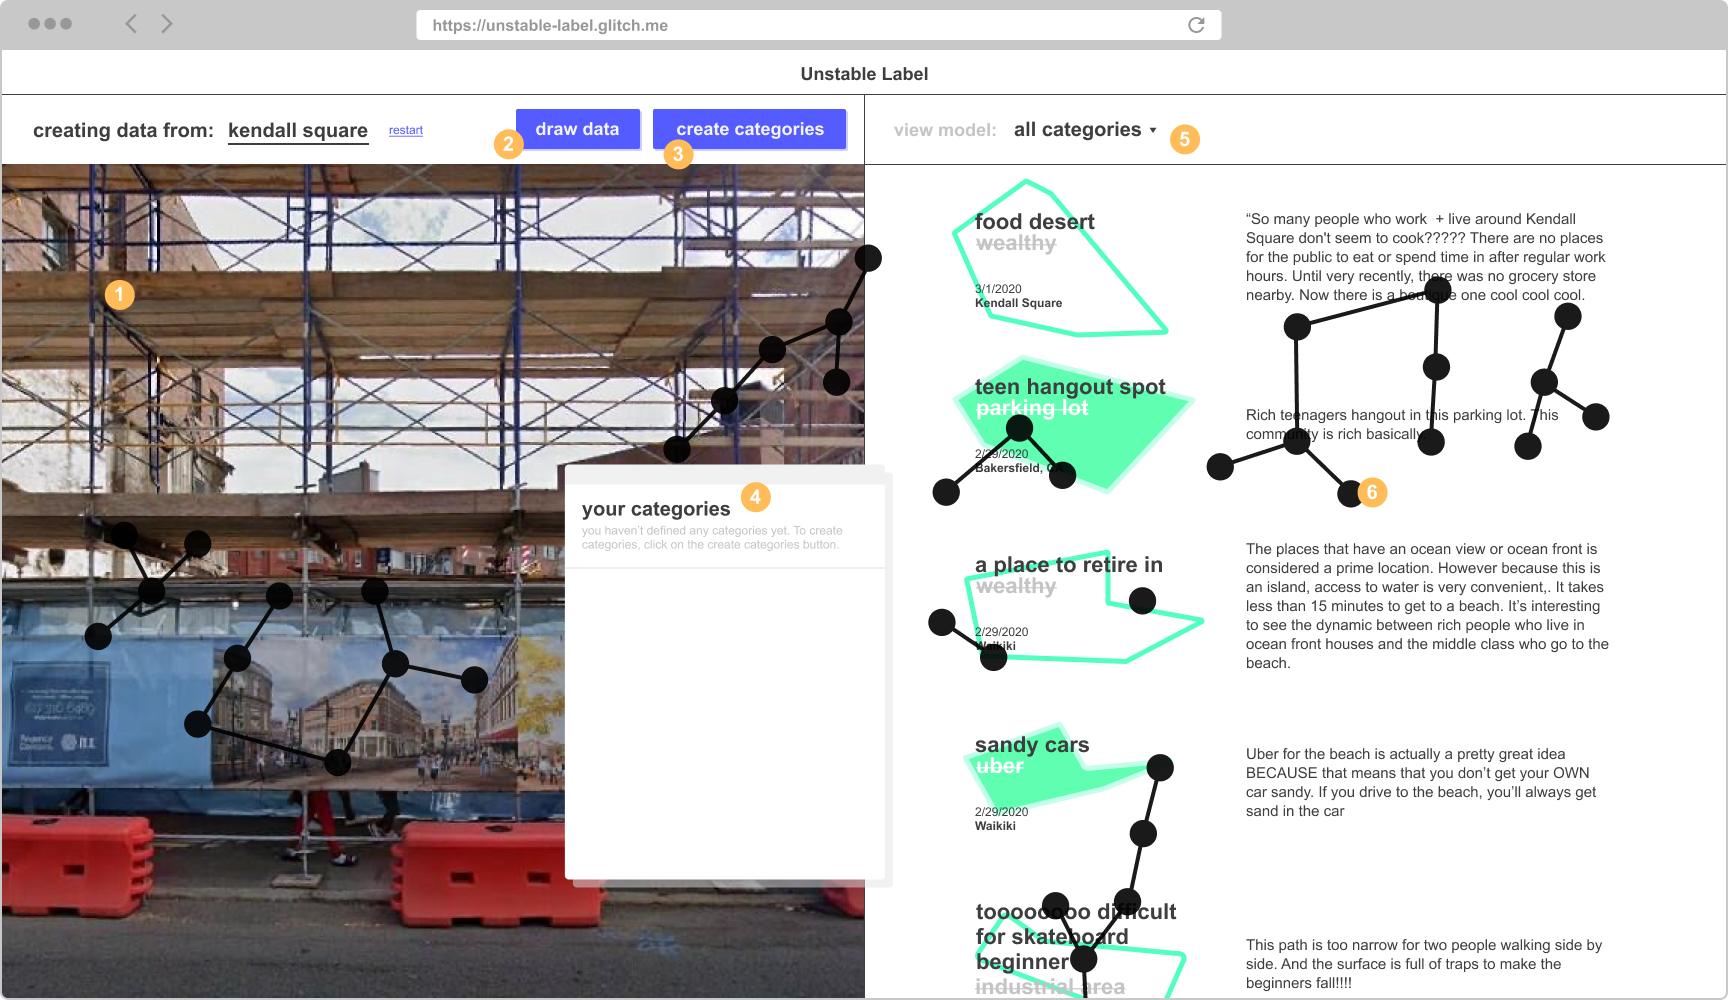 https://unstable-label.glitch.me
Unstable Label
creating data from: kendall square restart
draw data
create categories
2
3
view model: all categories
5
1
food desert
wealthy
3/1/2020
Kendall Square
“So many people who work + live around Kendall
Square don't seem to cook????? There are no places
for the public to eat or spend time in after regular work
hours. Until very recently, there was no grocery store
nearby. Now there is a boutique one cool cool cool.
teen hangout spot
parking lot
2/29/2020
Bakersfield, CA
Rich teenagers hangout in this parking lot. This
community is rich basically
6
your categories
4
you haven’t defined any categories yet. To create
categories, click on the create categories button.
a place to retire in
wealthy
2/29/2020
Waikiki
The places that have an ocean view or ocean front is
considered a prime location. However because this is
an island, access to water is very convenient,. It takes
less than 15 minutes to get to a beach. It’s interesting
to see the dynamic between rich people who live in
ocean front houses and the middle class who go to the
beach.
sandy cars
uber
2/29/2020
Waikiki
Uber for the beach is actually a pretty great idea
BECAUSE that means that you don’t get your OWN
car sandy. If you drive to the beach, you’ll always get
sand in the car
toooooooo difficult
for skateboard
beginner
industrial area
This path is too narrow for two people walking side by
side. And the surface is full of traps to make the
beginners fall!!!!